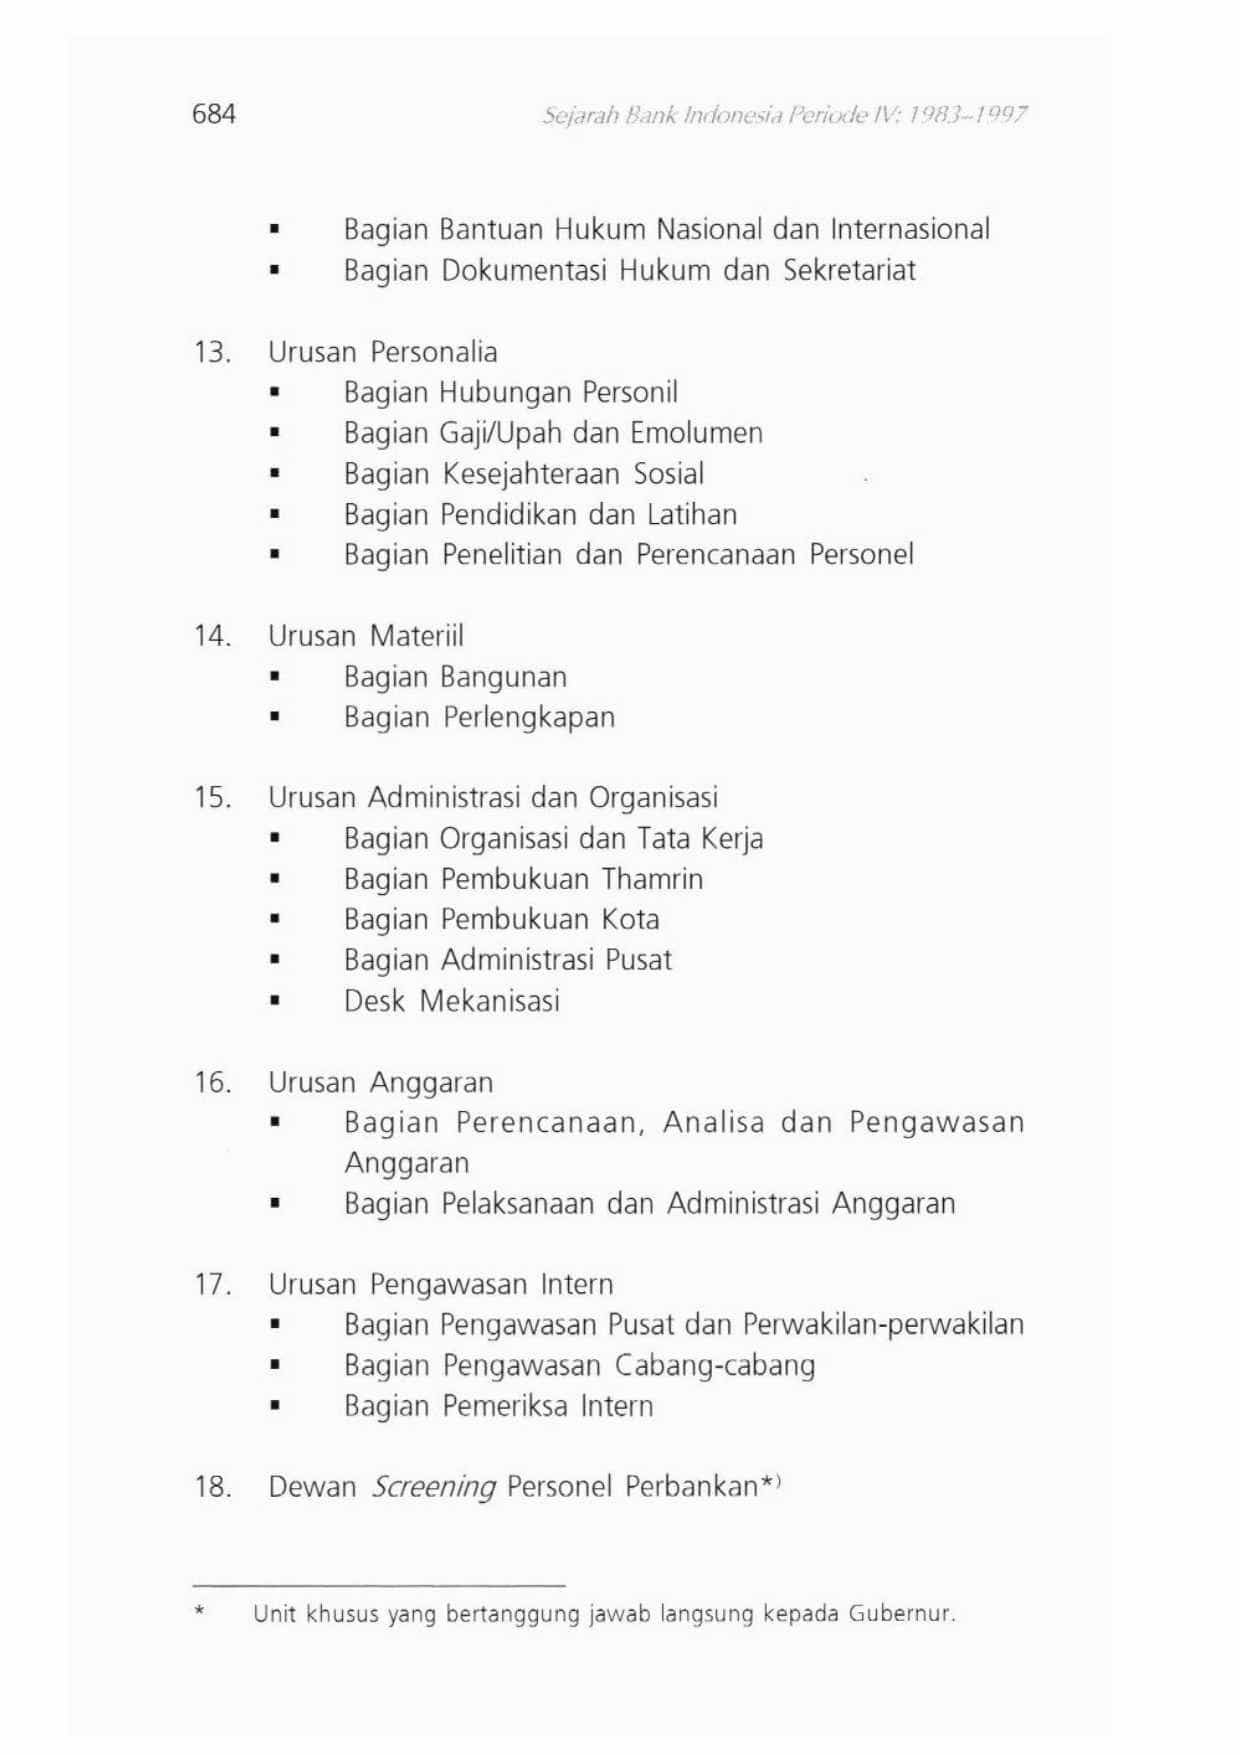 684
Sejarah Bank Indonesia Periode IV: 1983–1997
▪ Bagian Bantuan Hukum Nasional dan Internasional
▪ Bagian Dokumentasi Hukum dan Sekretariat
13. Urusan Personalia
▪ Bagian Hubungan Personil
▪ Bagian Gaji/Upah dan Emolumen
▪ Bagian Kesejahteraan Sosial
▪ Bagian Pendidikan dan Latihan
▪ Bagian Penelitian dan Perencanaan Personel
14. Urusan Materiil
▪ Bagian Bangunan
▪ Bagian Perlengkapan
15. Urusan Administrasi dan Organisasi
▪ Bagian Organisasi dan Tata Kerja
▪ Bagian Pembukuan Thamrin
▪ Bagian Pembukuan Kota
▪ Bagian Administrasi Pusat
▪ Desk Mekanisasi
16. Urusan Anggaran
▪ Bagian Perencanaan, Analisa dan Pengawasan
Anggaran
▪ Bagian Pelaksanaan dan Administrasi Anggaran
17. Urusan Pengawasan Intern
▪ Bagian Pengawasan Pusat dan Perwakilan-perwakilan
▪ Bagian Pengawasan Cabang-cabang
▪ Bagian Pemeriksa Intern
18. Dewan Screening Personel Perbankan*)
* Unit khusus yang bertanggung jawab langsung kepada Gubernur.